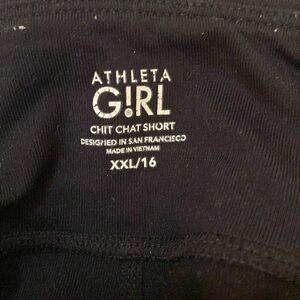 ATHLETA
G!RL
CHIT CHAT SHORT
DESIGNED IN SAN FRANCISCO
MADE IN VIETNAM
XXL/16